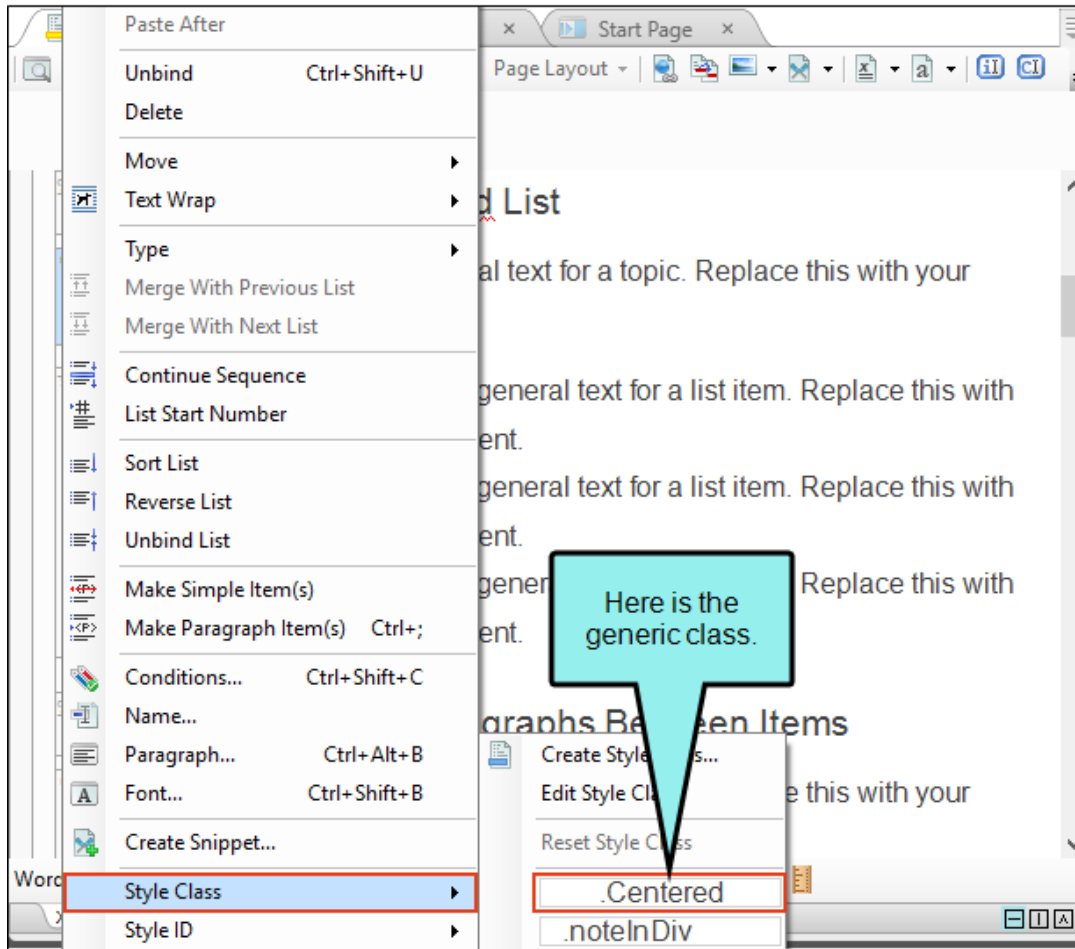 Paste After
× Start Page ×
Unbind Ctrl+Shift+U
Page Layout
Delete
Move
Text Wrap
d List
Type
al text for a topic. Replace this with your
Merge With Previous List
Merge With Next List
Continue Sequence
general text for a list item. Replace this with
List Start Number
ent.
Sort List
general text for a list item. Replace this with
Reverse List
Unbind List
ent.
Make Simple Item(s)
gener
Replace this with
Here is the
generic class.
Make Paragraph Item(s) Ctrl+;
ent.
Conditions... Ctrl+Shift+C
Name...
graphs Be een Items
Paragraph... Ctrl+Alt+B
Create Style s...
Font... Ctrl+Shift+B
Edit Style Cl
e this with your
Create Snippet...
Reset Style C ss
Word
Style Class
.Centered
Style ID
.noteInDiv